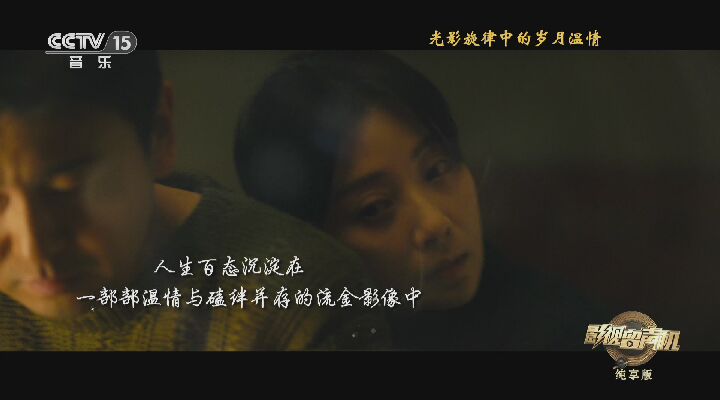 CCTV 15
音乐
光影旋律中的岁月温情
人生百态沉淀在
一部部温情与磕绊并存的流金影像中
影视留声机
纯享版